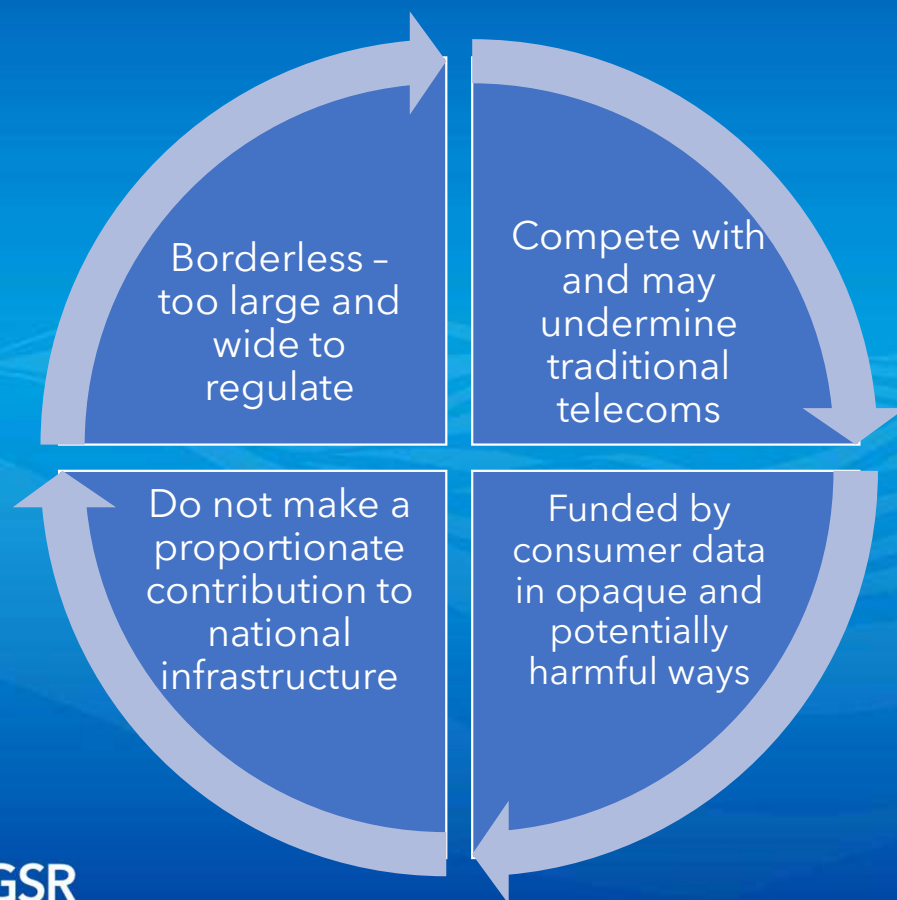 Borderless –
too large and
wide to
regulate
Compete with
and may
undermine
traditional
telecoms
Do not make a
proportionate
contribution to
national
infrastructure
Funded by
consumer data
in opaque and
potentially
harmful ways
GSR